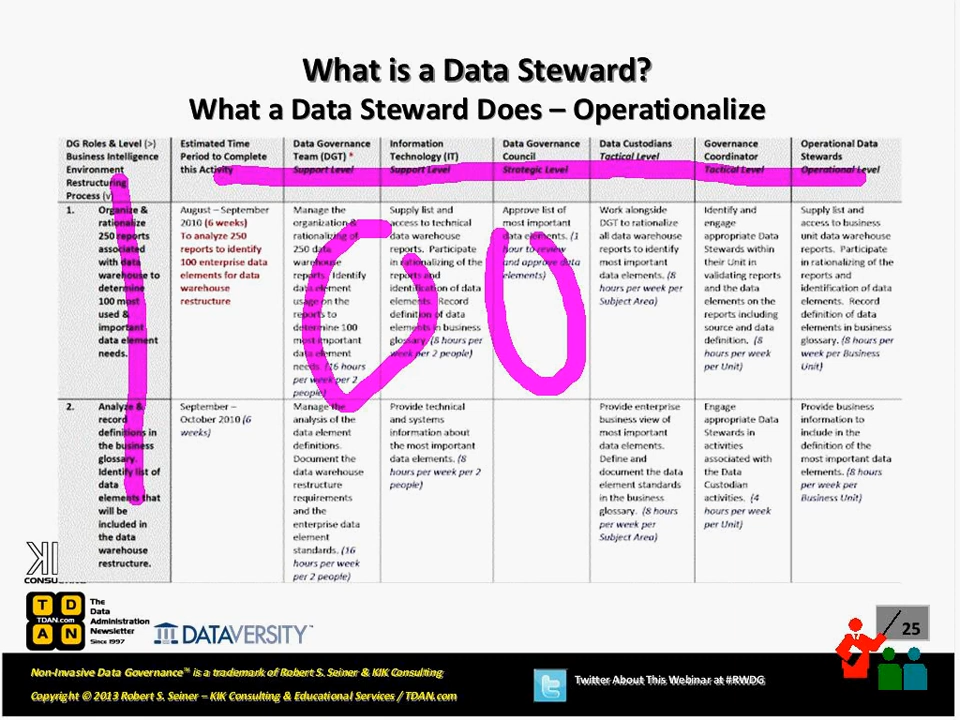 What is a Data Steward?
What a Data Steward Does – Operationalize
DG Roles & Level (>)
Business Intelligence
Environment
Restructuring
Process (v)
Estimated Time
Period to Complete
this Activity
Data Governance
Team (DGT) *
Support Level
Information
Technology (IT)
Support Level
Data Governance
Council
Strategic Level
Data Custodians
Tactical Level
Governance
Coordinator
Tactical Level
Operational Data
Stewards
Operational Level
1. Organize &
rationalize
250 reports
associated
with data
warehouse to
determine
100 most
used &
important
data element
needs.
August – September
2010 (6 weeks)
To analyze 250
reports to identify
100 enterprise data
elements for data
warehouse
restructure
Manage the
organization &
rationalizing of
250 data
warehouse
reports. Identify
data element
usage on the
reports to
determine 100
most important
data element
needs (16 hours
per week per 2
people)
Supply list and
access to technical
data warehouse
reports. Participate
in rationalizing of the
reports and
identification of data
elements. Record
definition of data
elements in business
glossary. (8 hours per
week per 2 people)
Approve list of
most important
data elements. (1
hour to review
and approve data
elements)
Work alongside
DGT to rationalize
all data warehouse
reports to identify
most important
data elements. (8
hours per week per
Subject Area)
Identify and
engage
appropriate Data
Stewards within
their Unit in
validating reports
and the data
elements on the
reports including
source and data
definition. (8
hours per week
per Unit)
Supply list and
access to business
unit data warehouse
reports. Participate
in rationalization of
the reports and
identification of data
elements. Record
definition of data
elements in business
glossary. (8 hours per
week per Business
Unit)
2. Analyze &
record
definitions in
the business
glossary.
Identify list of
data
elements that
will be
included in
the data
warehouse
restructure.
September –
October 2010 (6
weeks)
Manage the
analysis of the
data element
definitions.
Document the
data warehouse
restructure
requirements
and the
enterprise data
element
standards. (16
hours per week
per 2 people)
Provide technical
and systems
information about
the most important
data elements. (8
hours per week per 2
people)
Provide enterprise
business view of
most important
data elements.
Define and
document the data
element standards
in the business
glossary. (8 hours
per week per
Subject Area)
Engage
appropriate Data
Stewards in
activities
associated with
the Data
Custodian
activities. (4
hours per week
per Unit)
Provide business
information to
include in the
definition of the
most important data
elements. (8 hours
per week per
Business Unit)
KI
CONSULTING
T D
TDAN.com
A N
The
Data
Administration
Newsletter
Since 1997
DATAVERSITY™
25
Non-Invasive Data Governance™ is a trademark of Robert S. Seiner & KIK Consulting
Copyright © 2013 Robert S. Seiner – KIK Consulting & Educational Services / TDAN.com
Twitter About This Webinar at #RWDG